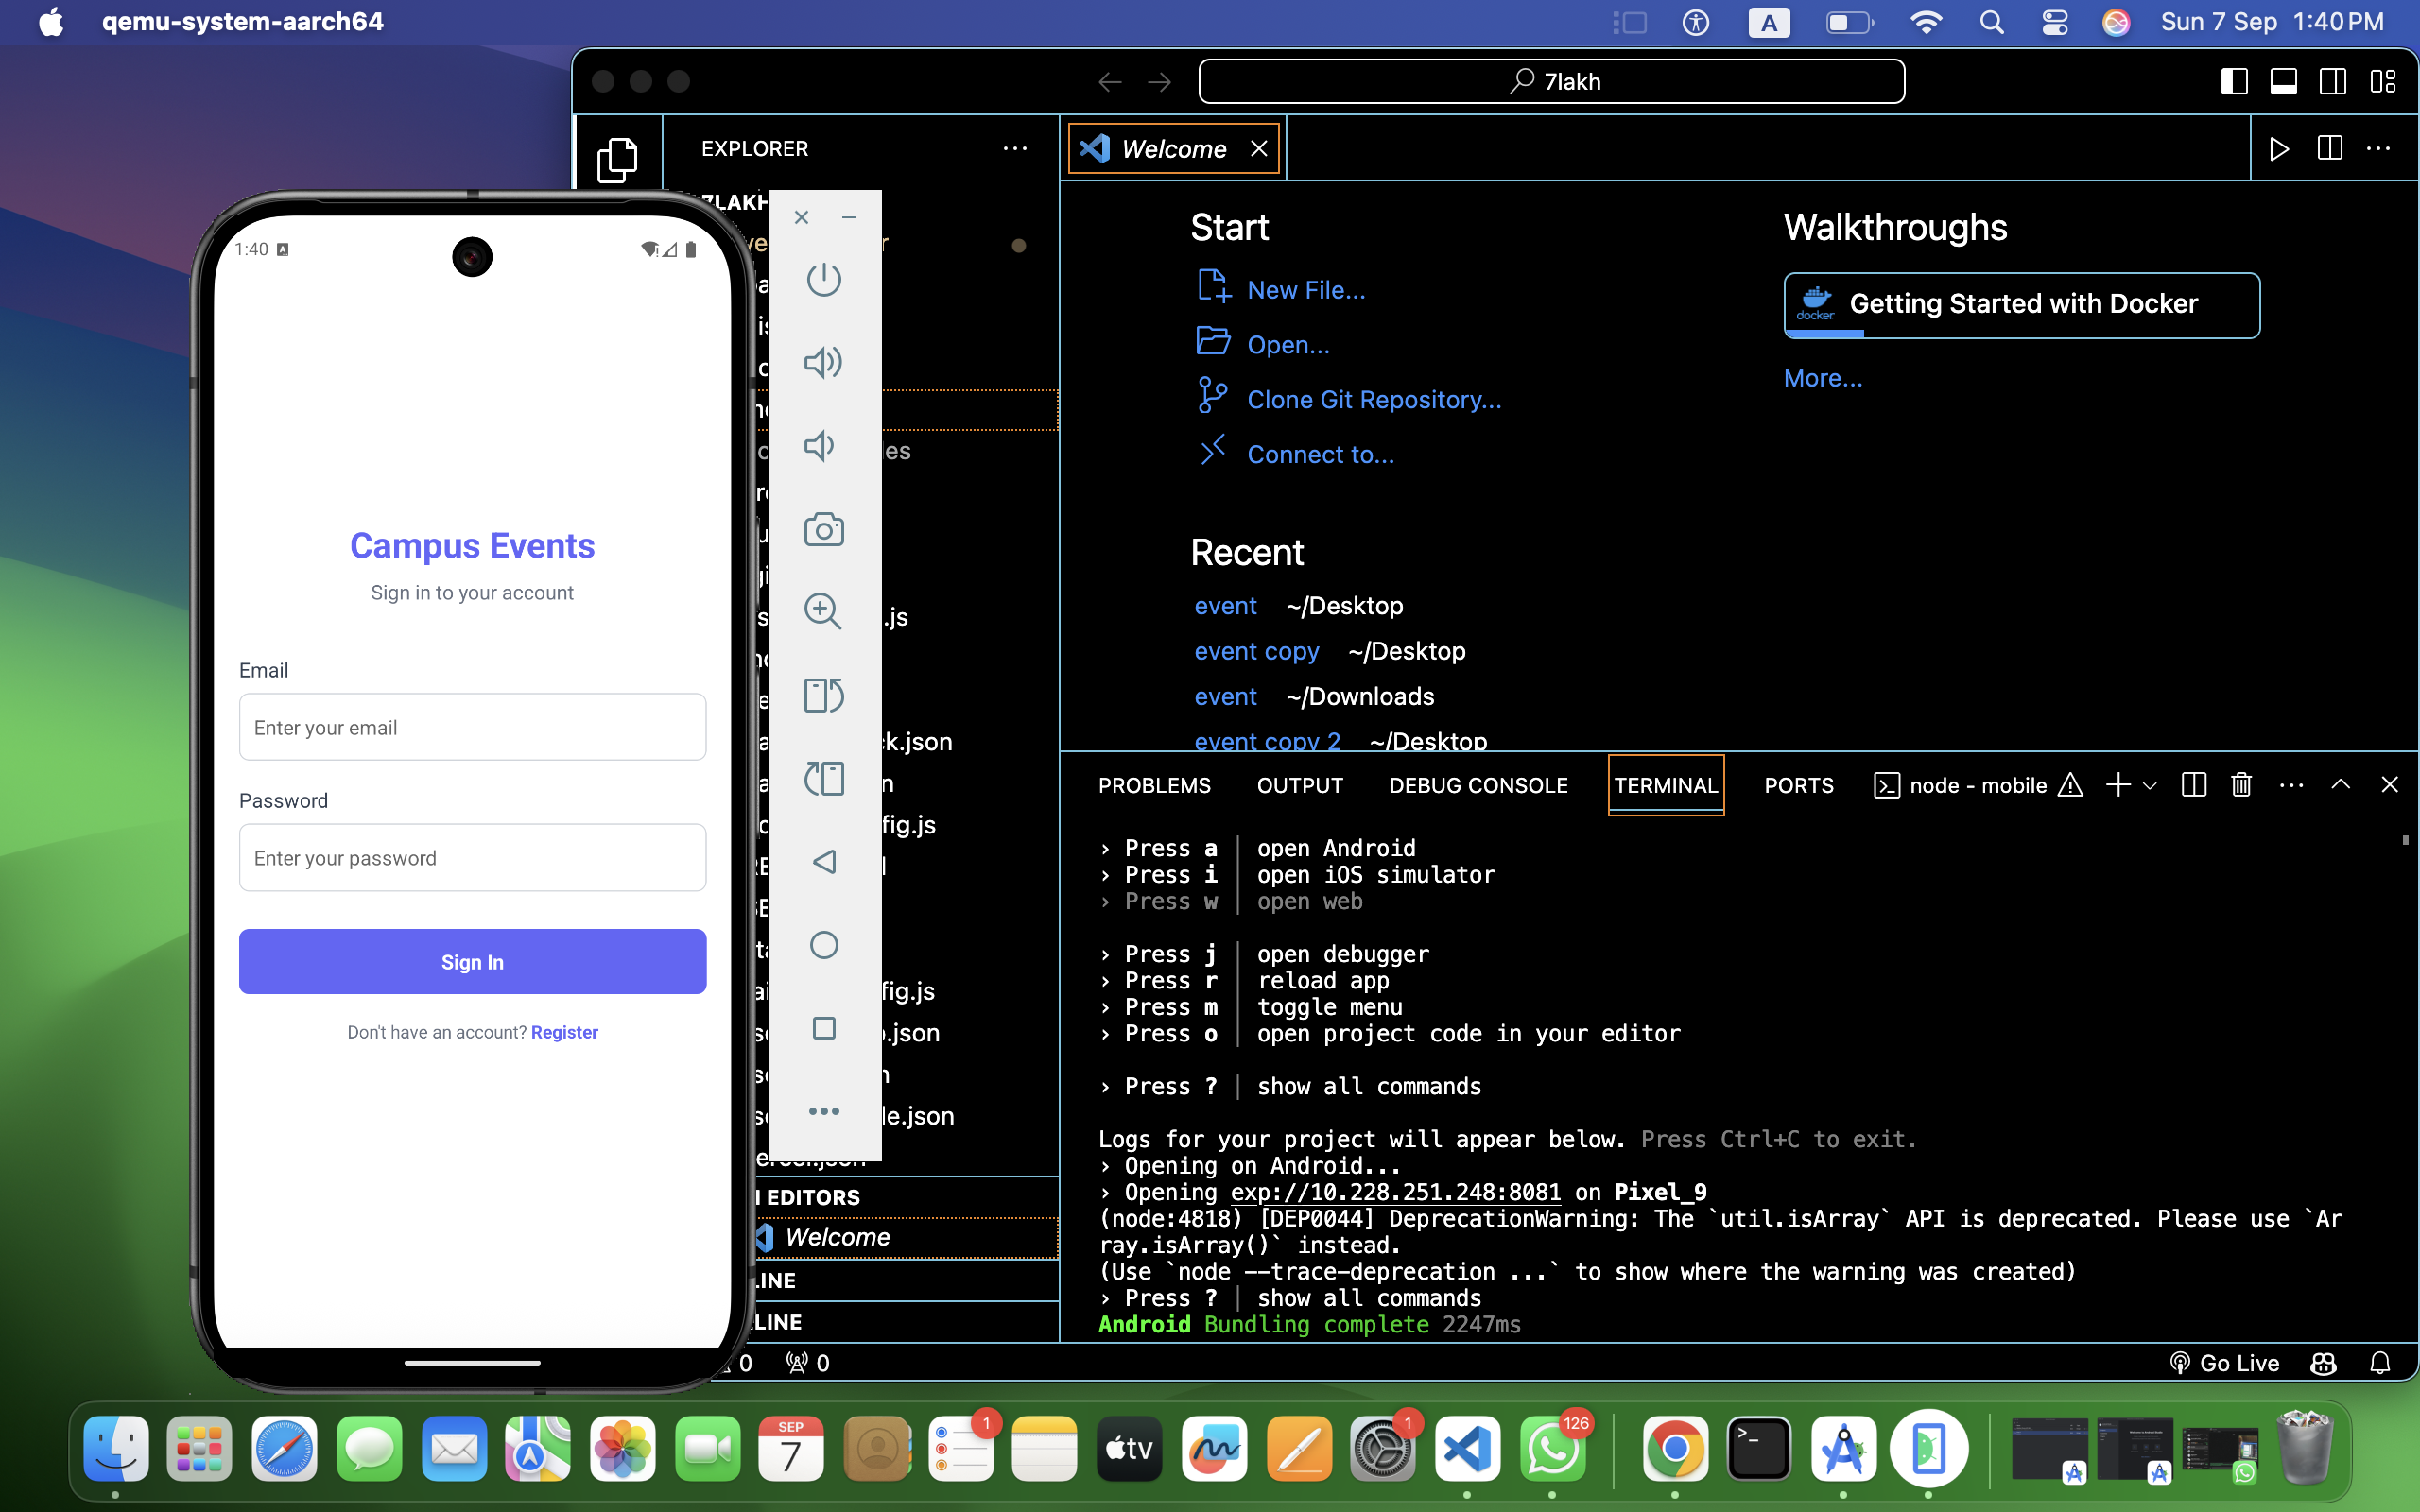 qemu-system-aarch64
A
Sun 7 Sep 1:40 PM
7lakh
EXPLORER
Welcome
Start
New File...
Open...
Clone Git Repository...
Connect to...
Walkthroughs
docker
Getting Started with Docker
More...
Recent
event ~/Desktop
event copy ~/Desktop
event ~/Downloads
event copy 2 ~/Desktop
7LAKH
es
.js
k.json
fig.js
fig.js
.json
le.json
EDITORS
Welcome
LINE
LINE
0 0
1:40
Campus Events
Sign in to your account
Email
Enter your email
Password
Enter your password
Sign In
Don't have an account? Register
PROBLEMS OUTPUT DEBUG CONSOLE TERMINAL PORTS node - mobile
› Press a │ open Android
› Press i │ open iOS simulator
› Press w │ open web
› Press j │ open debugger
› Press r │ reload app
› Press m │ toggle menu
› Press o │ open project code in your editor
› Press ? │ show all commands
Logs for your project will appear below. Press Ctrl+C to exit.
› Opening on Android...
› Opening exp://10.228.251.248:8081 on Pixel_9
(node:4818) [DEP0044] DeprecationWarning: The `util.isArray` API is deprecated. Please use `Ar
ray.isArray()` instead.
(Use `node --trace-deprecation ...` to show where the warning was created)
› Press ? │ show all commands
Android Bundling complete 2247ms
Go Live
SEP
7
1
tv
1
126
>_